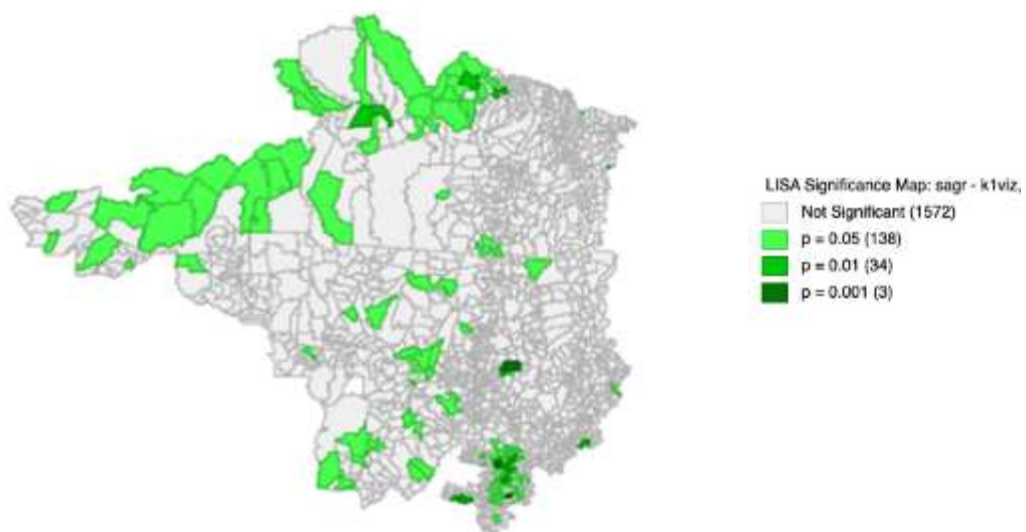 LISA Significance Map: sagr - k1viz,
Not Significant (1572)
p = 0.05 (138)
p = 0.01 (34)
p = 0.001 (3)